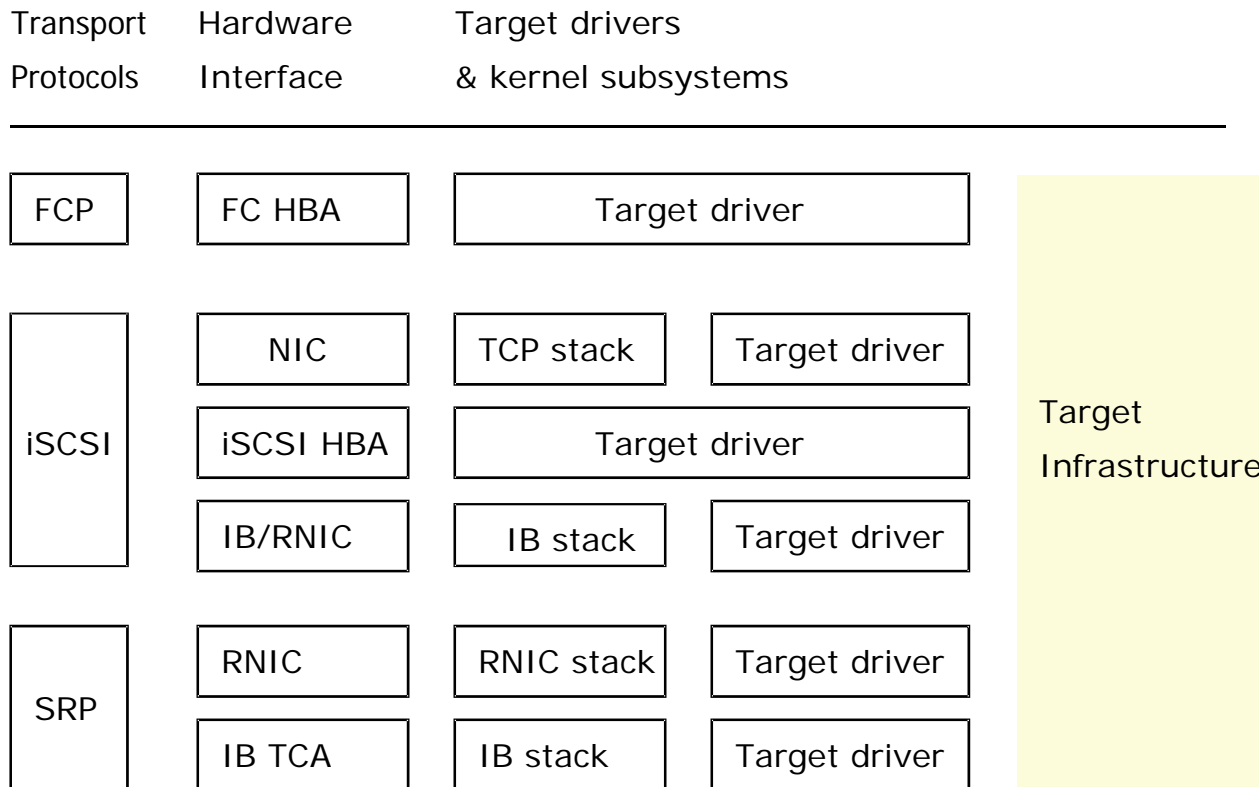 Transport Hardware Target drivers
Protocols Interface & kernel subsystems
FCP FC HBA Target driver
NIC TCP stack Target driver
iSCSI iSCSI HBA Target driver
IB/RNIC IB stack Target driver
Target
Infrastructure
RNIC RNIC stack Target driver
SRP
IB TCA IB stack Target driver